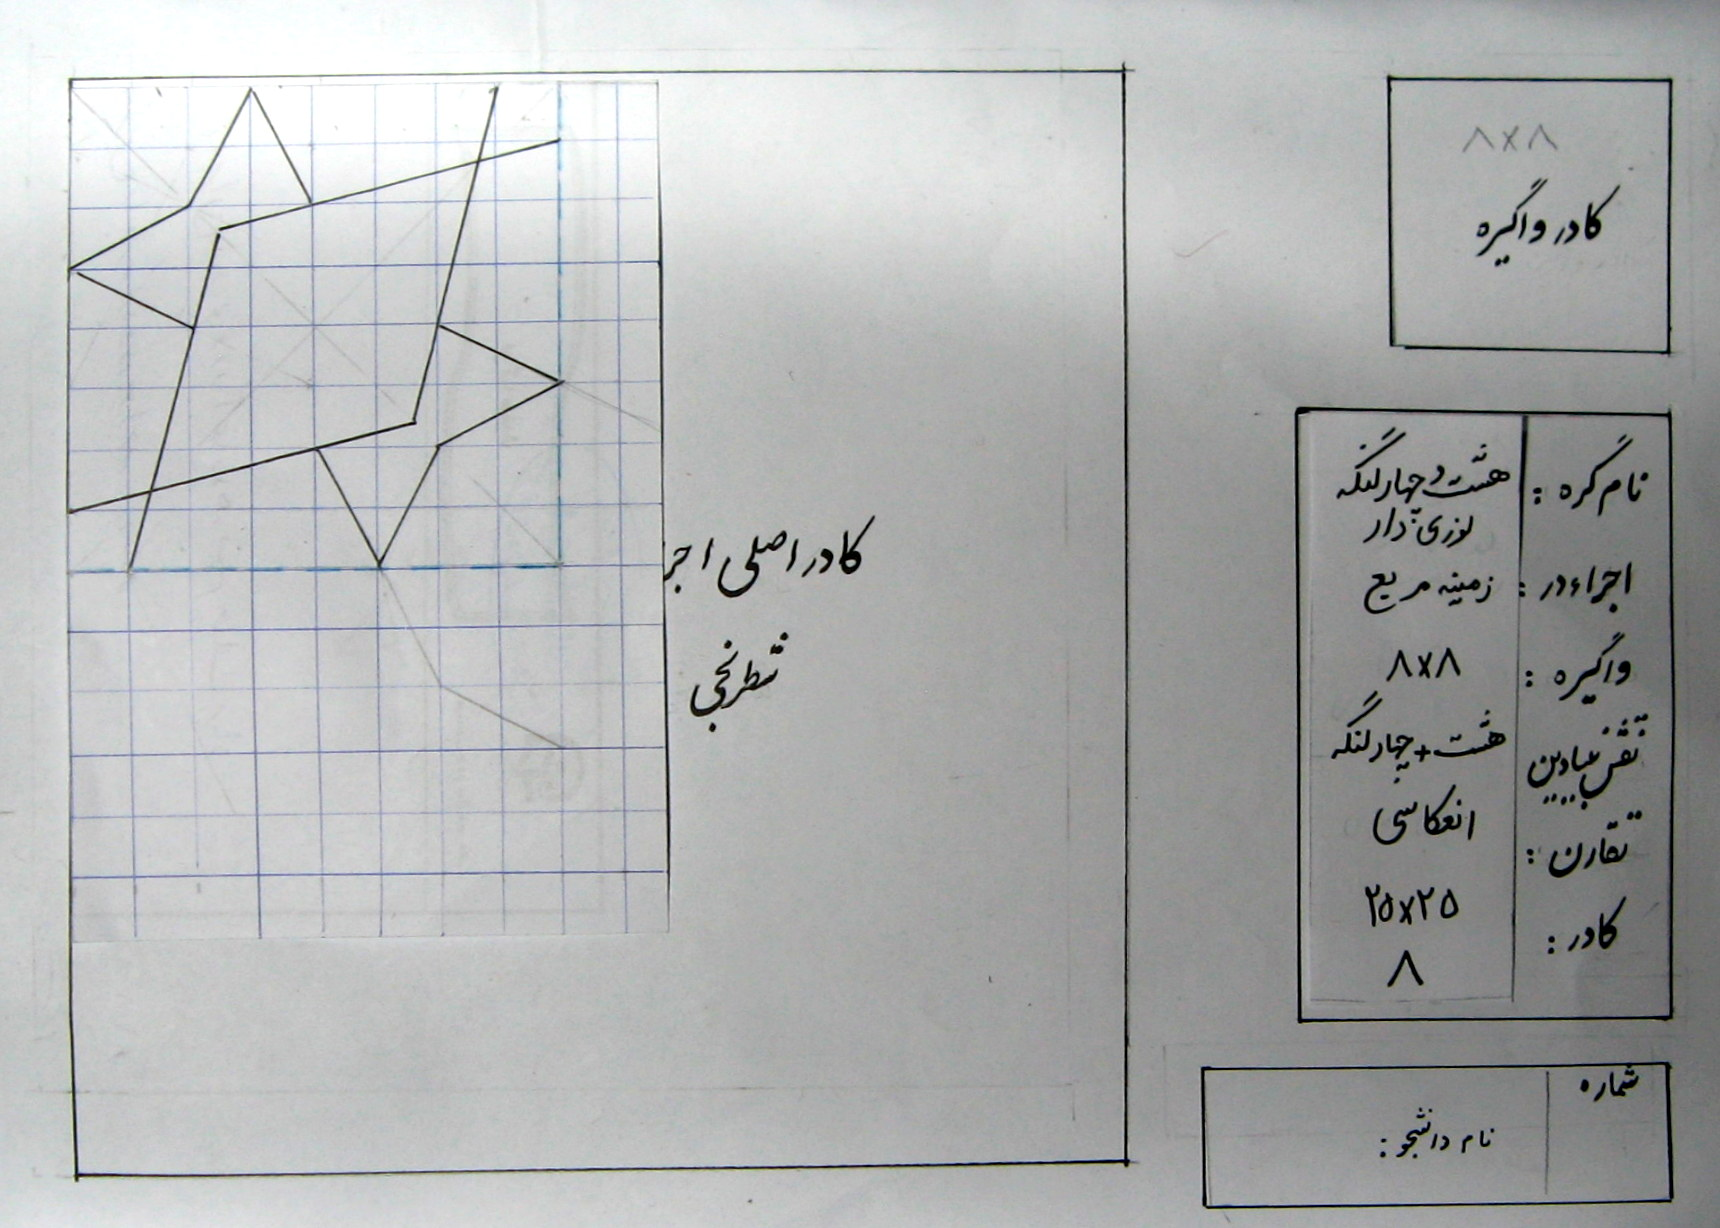 ۸×۸
کادر واگیره
کادر اصلی اجر
شطرنجی
نام گره : هشت و چهار لنگه
لوزی دار
اجراء در : زمینه مربع
واگیره : ۸×۸
نقش بنیادین هشت + چهار لنگه
تقارن : انعکاسی
کادر : ۲۵×۲۵
۸
شماره
نام دانشجو :